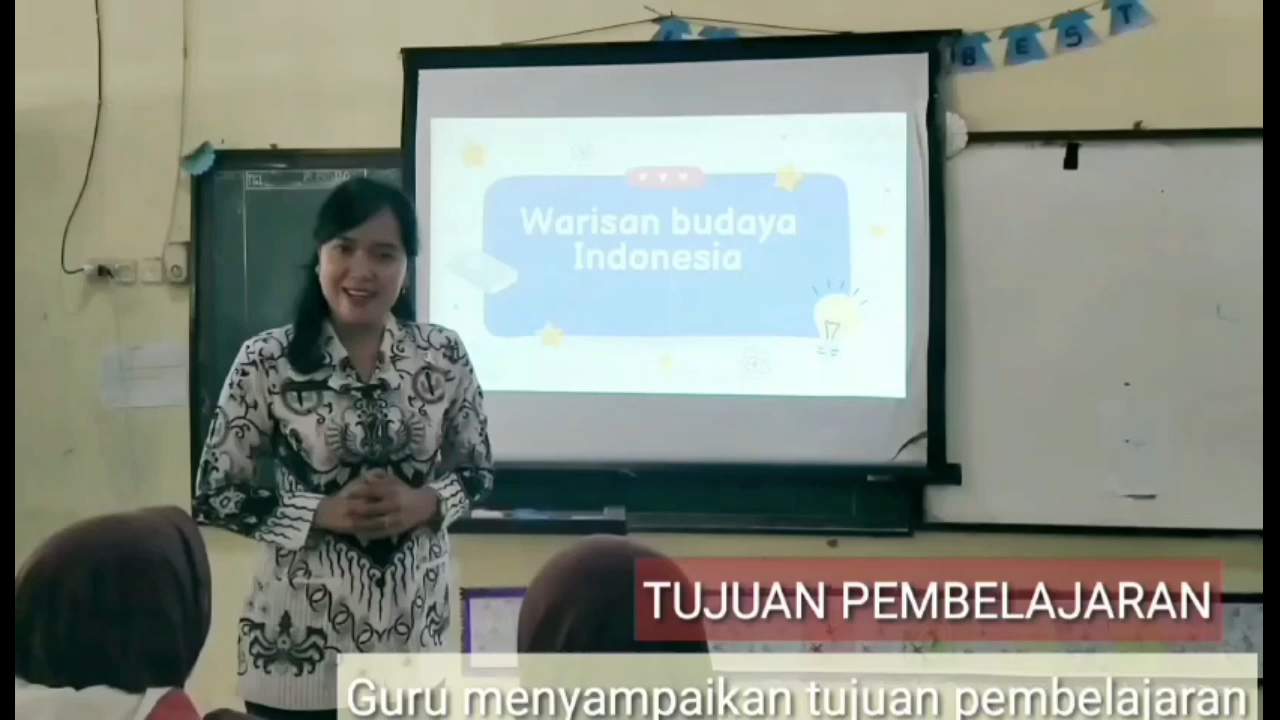 BEST
Warisan budaya
Indonesia
TUJUAN PEMBELAJARAN
Guru menyampaikan tujuan pembelajaran